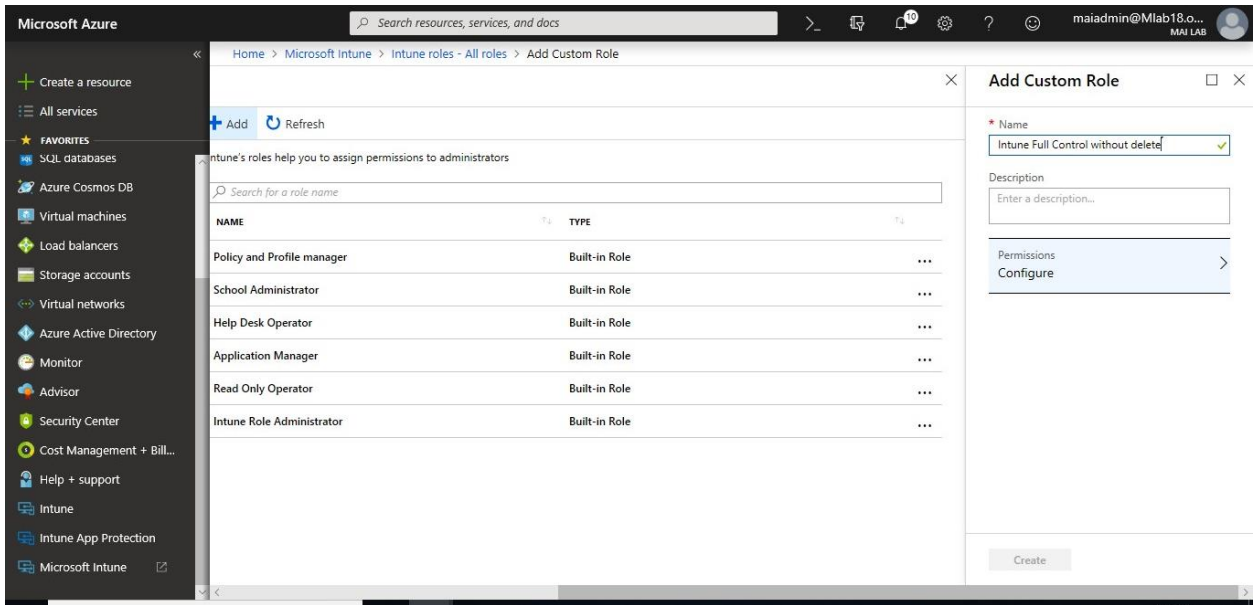 Microsoft Azure
Search resources, services, and docs
10
maiadmin@Mlab18.o...
MAI LAB
Create a resource
All services
FAVORITES
SQL databases
Azure Cosmos DB
Virtual machines
Load balancers
Storage accounts
Virtual networks
Azure Active Directory
Monitor
Advisor
Security Center
Cost Management + Bill...
Help + support
Intune
Intune App Protection
Microsoft Intune
Home > Microsoft Intune > Intune roles - All roles > Add Custom Role
Add Refresh
ntune's roles help you to assign permissions to administrators
Search for a role name
NAME TYPE
Policy and Profile manager Built-in Role ...
School Administrator Built-in Role ...
Help Desk Operator Built-in Role ...
Application Manager Built-in Role ...
Read Only Operator Built-in Role ...
Intune Role Administrator Built-in Role ...
Add Custom Role
* Name
Intune Full Control without delete
Description
Enter a description...
Permissions
Configure
Create